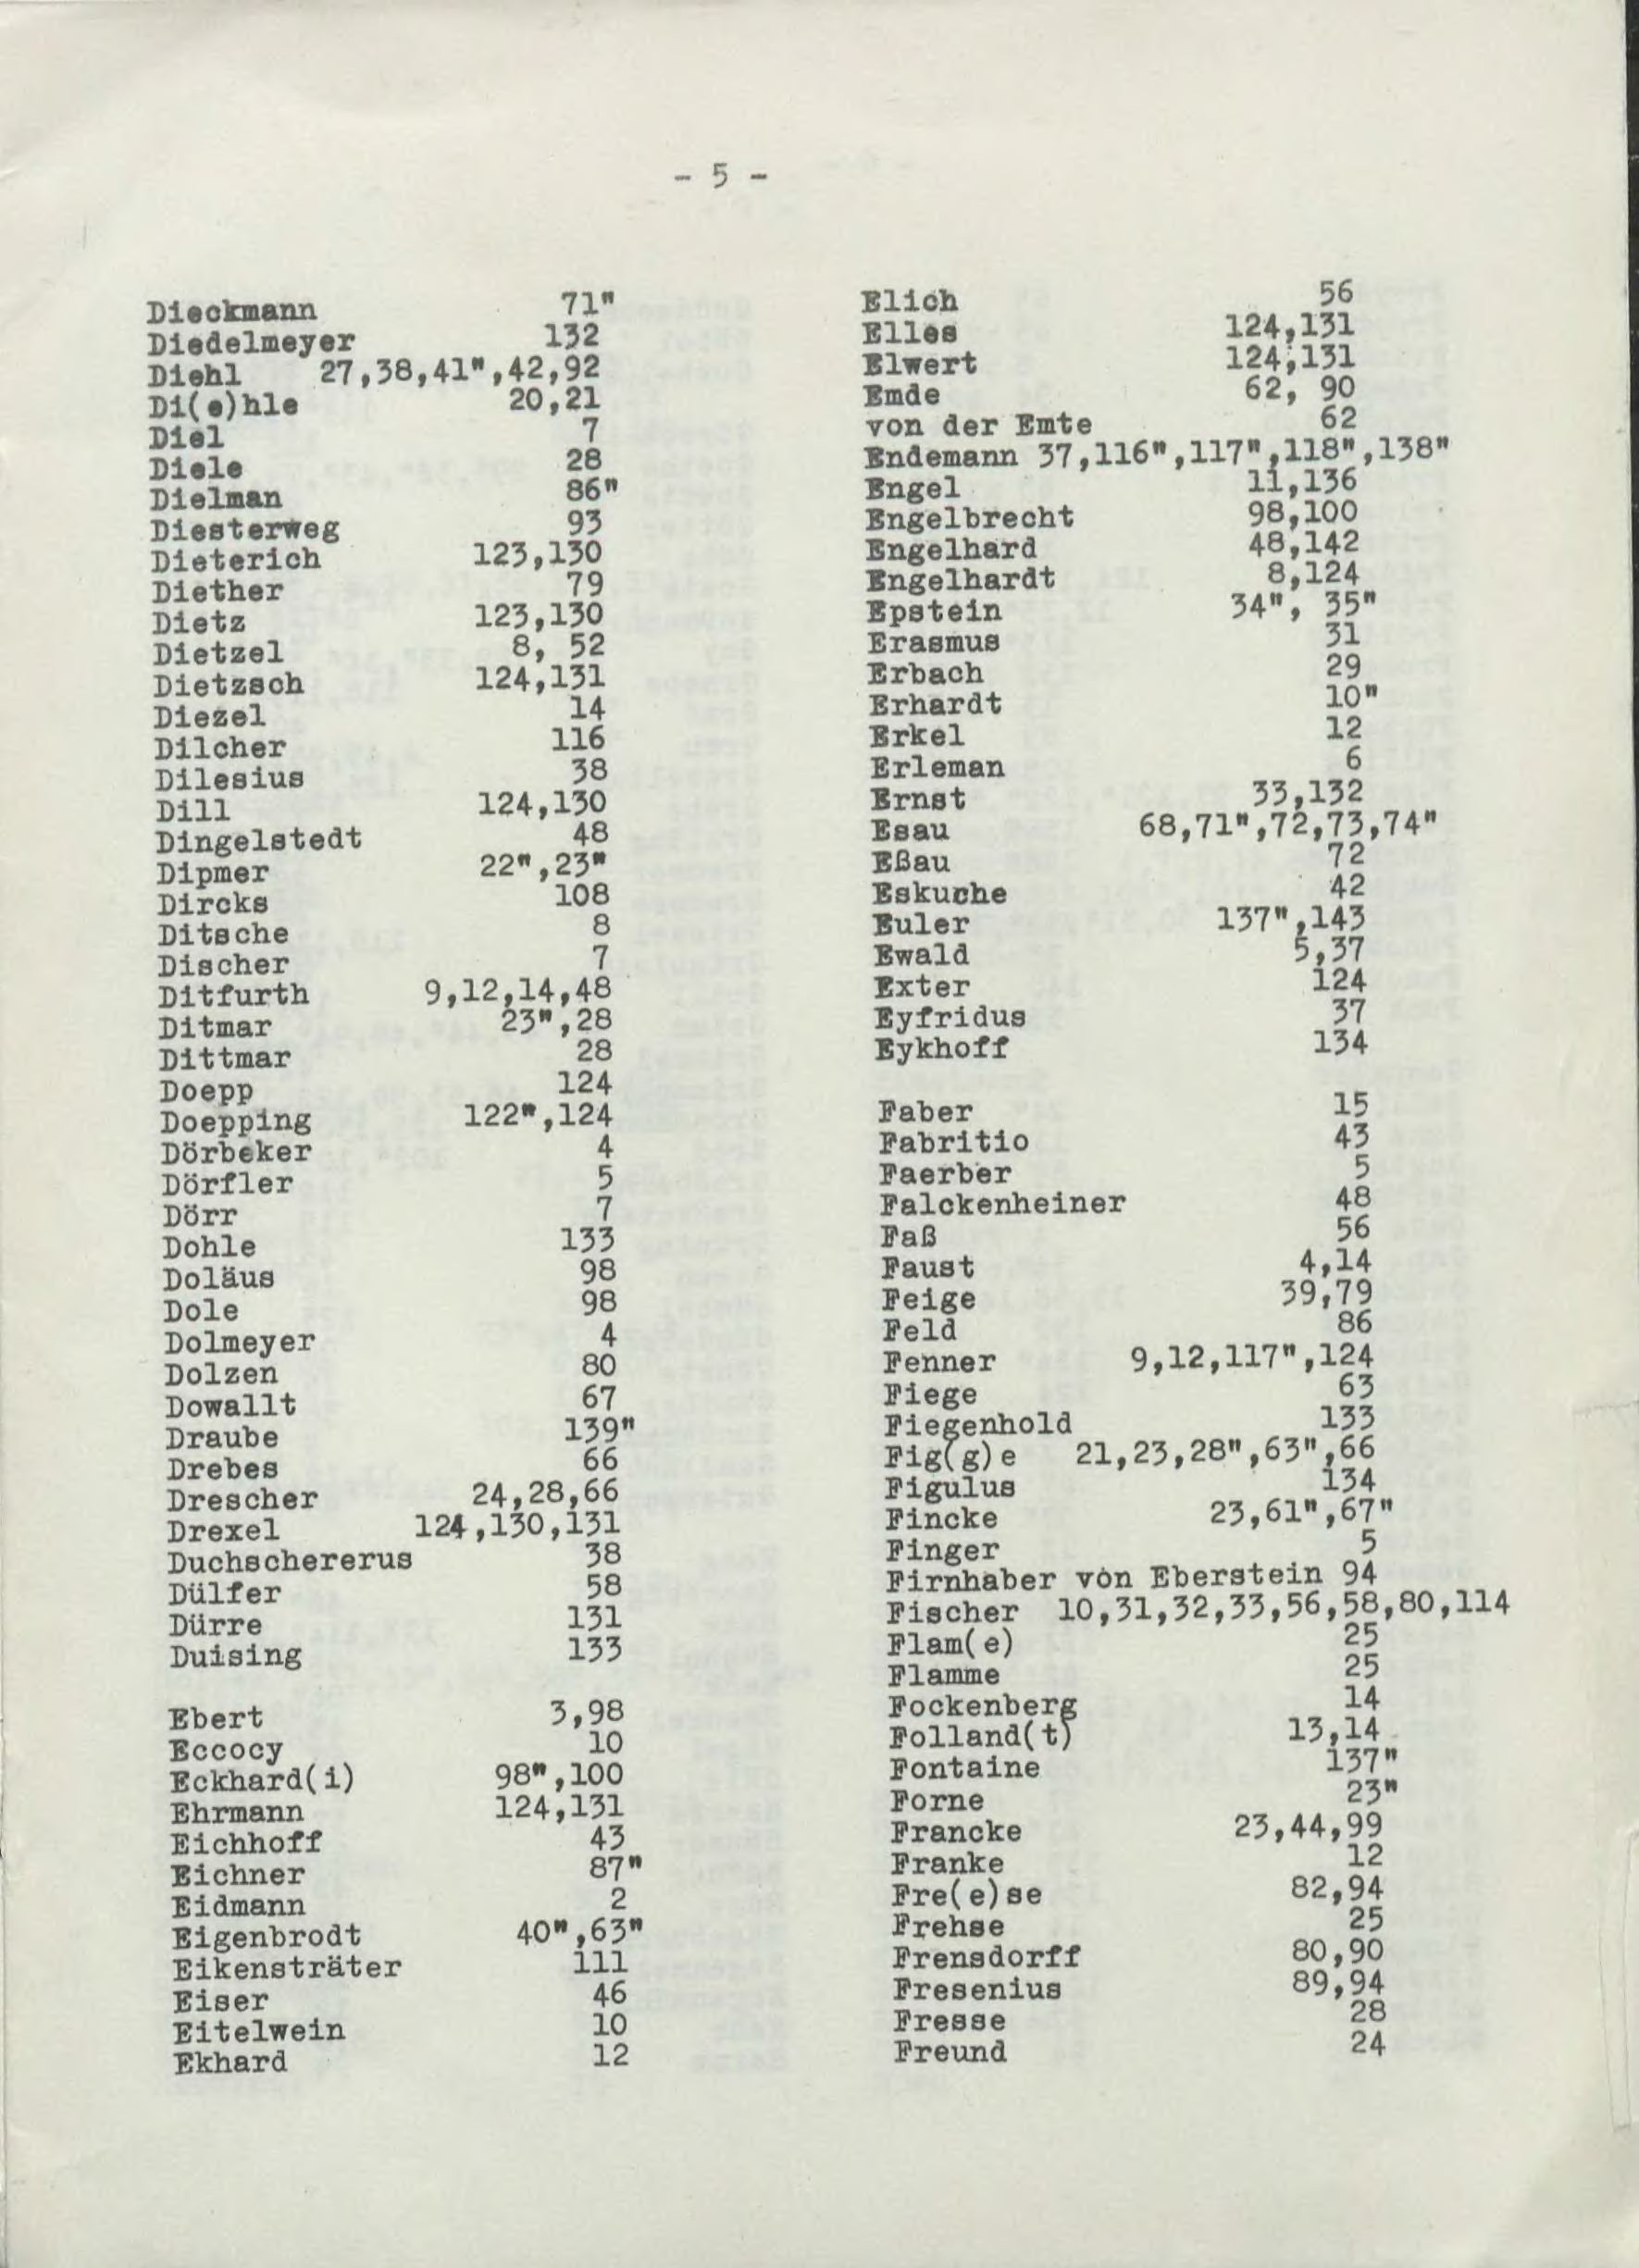 - 5 -
Dieckmann 71"
Diedelmeyer 132
Diehl 27,38,41",42,92
Di(e)hle 20,21
Diel 7
Diele 28
Dielman 86"
Diesterweg 93
Dieterich 123,130
Diether 79
Dietz 123,130
Dietzel 8, 52
Dietzsch 124,131
Diezel 14
Dilcher 116
Dilesius 38
Dill 124,130
Dingelstedt 48
Dipmer 22",23"
Dircks 108
Ditsche 8
Discher 7
Ditfurth 9,12,14,48
Ditmar 23",28
Dittmar 28
Doepp 124
Doepping 122",124
Dörbeker 4
Dörfler 5
Dörr 7
Dohle 133
Doläus 98
Dole 98
Dolmeyer 4
Dolzen 80
Dowallt 67
Draube 139"
Drebes 66
Drescher 24,28,66
Drexel 124,130,131
Duchschererus 38
Dülfer 58
Dürre 131
Duising 133
Ebert 3,98
Eccocy 10
Eckhard(i) 98",100
Ehrmann 124,131
Eichhoff 43
Eichner 87"
Eidmann 2
Eigenbrodt 40",63"
Eikensträter 111
Eiser 46
Eitelwein 10
Ekhard 12
Elich 56
Elles 124,131
Elwert 124,131
Emde 62, 90
von der Emte 62
Endemann 37,116",117",118",138"
Engel 11,136
Engelbrecht 98,100
Engelhard 48,142
Engelhardt 8,124
Epstein 34", 35"
Erasmus 31
Erbach 29
Erhardt 10"
Erkel 12
Erleman 6
Ernst 33,132
Esau 68,71",72,73,74"
Eßau 72
Eskuche 42
Euler 137",143
Ewald 5,37
Exter 124
Eyfridus 37
Eykhoff 134
Faber 15
Fabritio 43
Faerber 5
Falckenheiner 48
Faß 56
Faust 4,14
Feige 39,79
Feld 86
Fenner 9,12,117",124
Fiege 63
Fiegenhold 133
Fig(g)e 21,23,28",63",66
Figulus 134
Fincke 23,61",67"
Finger 5
Firnhaber von Eberstein 94
Fischer 10,31,32,33,56,58,80,114
Flam(e) 25
Flamme 25
Fockenberg 14
Folland(t) 13,14
Fontaine 137"
Forne 23"
Francke 23,44,99
Franke 12
Fre(e)se 82,94
Frehse 25
Frensdorff 80,90
Fresenius 89,94
Fresse 28
Freund 24